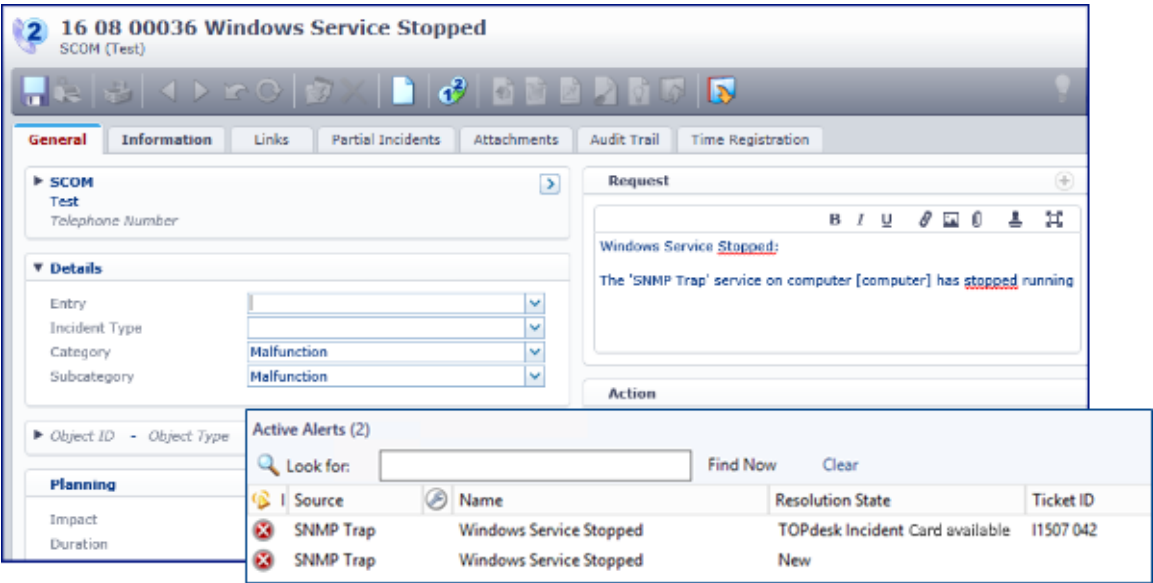 2 16 08 00036 Windows Service Stopped
SCOM (Test)
General Information Links Partial Incidents Attachments Audit Trail Time Registration
SCOM
Test
Telephone Number
Details
Entry
Incident Type
Category Malfunction
Subcategory Malfunction
Object ID - Object Type
Planning
Impact
Duration
Request
B I U
Windows Service Stopped:
The 'SNMP Trap' service on computer [computer] has stopped running
Action
Active Alerts (2)
Look for: Find Now Clear
I Source Name Resolution State Ticket ID
SNMP Trap Windows Service Stopped TOPdesk Incident Card available I1507 042
SNMP Trap Windows Service Stopped New